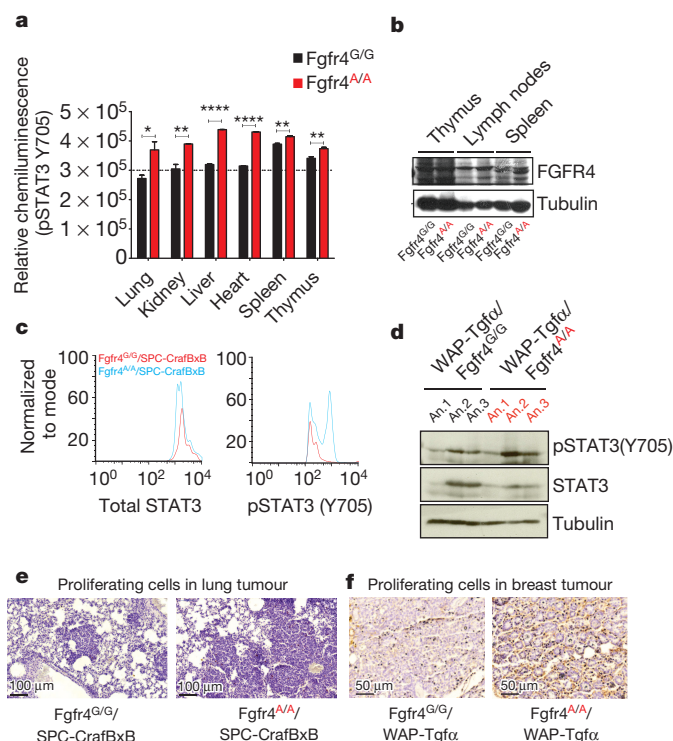 a
Fgfr4G/G
Fgfr4A/A
Relative chemiluminescence
(pSTAT3 Y705)
5 × 10⁵
4 × 10⁵
3 × 10⁵
2 × 10⁵
1 × 10⁵
0
* ** **** **** ** **
Lung Kidney Liver Heart Spleen Thymus
b
Thymus Lymph nodes Spleen
FGFR4
Tubulin
Fgfr4G/G Fgfr4A/A Fgfr4G/G Fgfr4A/A Fgfr4G/G Fgfr4A/A
c
Normalized
to mode
100
80
60
40
20
Fgfr4G/G/SPC-CrafBxB
Fgfr4A/A/SPC-CrafBxB
10⁰ 10² 10⁴
Total STAT3
100
60
20
10⁰ 10² 10⁴
pSTAT3 (Y705)
d
WAP-Tgfα/
Fgfr4G/G
WAP-Tgfα/
Fgfr4A/A
An.1 An.2 An.3 An.1 An.2 An.3
pSTAT3(Y705)
STAT3
Tubulin
e Proliferating cells in lung tumour
100 μm 100 μm
Fgfr4G/G/
SPC-CrafBxB
Fgfr4A/A/
SPC-CrafBxB
f Proliferating cells in breast tumour
50 μm 50 μm
Fgfr4G/G/
WAP-Tgfα
Fgfr4A/A/
WAP-Tgfα